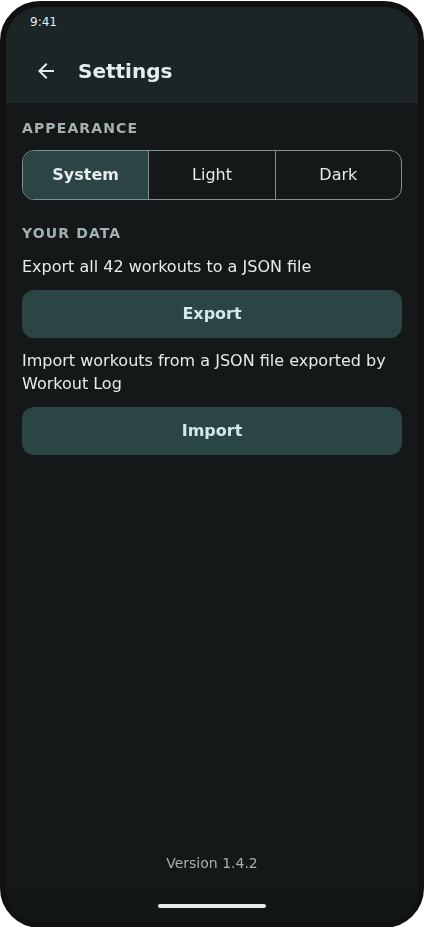 9:41
Settings
APPEARANCE
System
Light
Dark
YOUR DATA
Export all 42 workouts to a JSON file
Export
Import workouts from a JSON file exported by
Workout Log
Import
Version 1.4.2